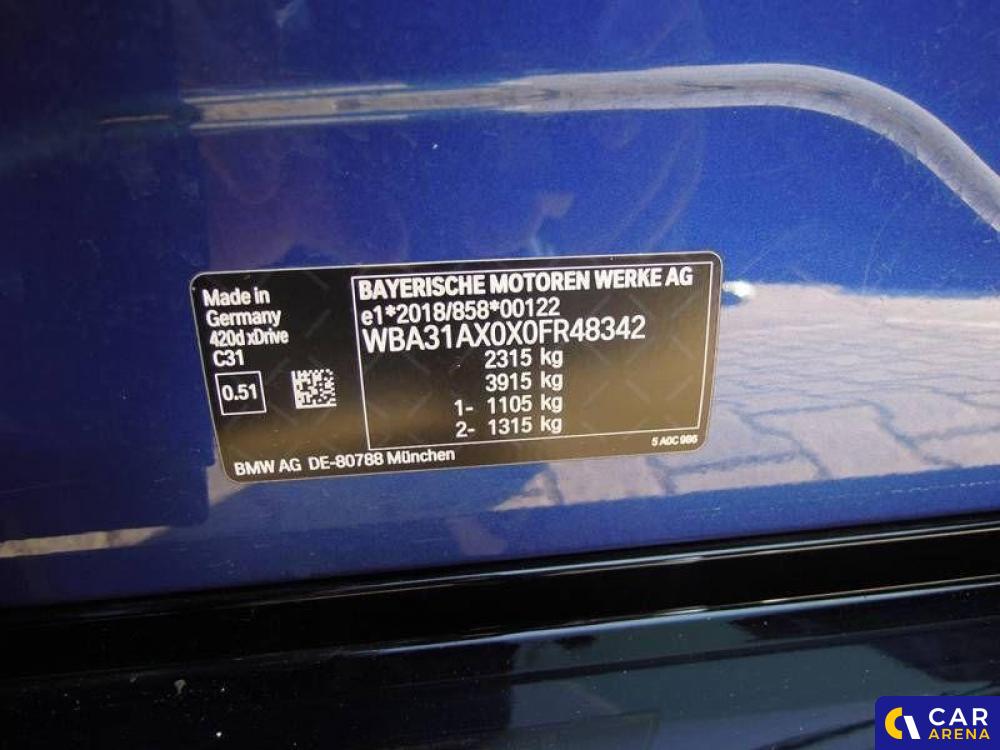 Made in
Germany
420d xDrive
C31
0.51
BAYERISCHE MOTOREN WERKE AG
e1*2018/858*00122
WBA31AX0X0FR48342
2315 kg
3915 kg
1- 1105 kg
2- 1315 kg
5 A0C 986
BMW AG DE-80788 München
CAR
ARENA